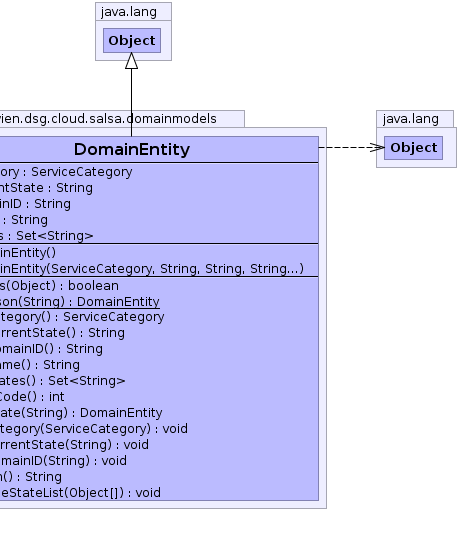 java.lang
Object
vien.dsg.cloud.salsa.domainmodels
java.lang
Object
DomainEntity
ory : ServiceCategory
ntState : String
inID : String
: String
s : Set<String>
inEntity()
inEntity(ServiceCategory, String, String, String...)
s(Object) : boolean
son(String) : DomainEntity
tegory() : ServiceCategory
rrentState() : String
omainID() : String
ame() : String
ates() : Set<String>
Code() : int
ate(String) : DomainEntity
tegory(ServiceCategory) : void
rrentState(String) : void
mainID(String) : void
n() : String
eStateList(Object[]) : void